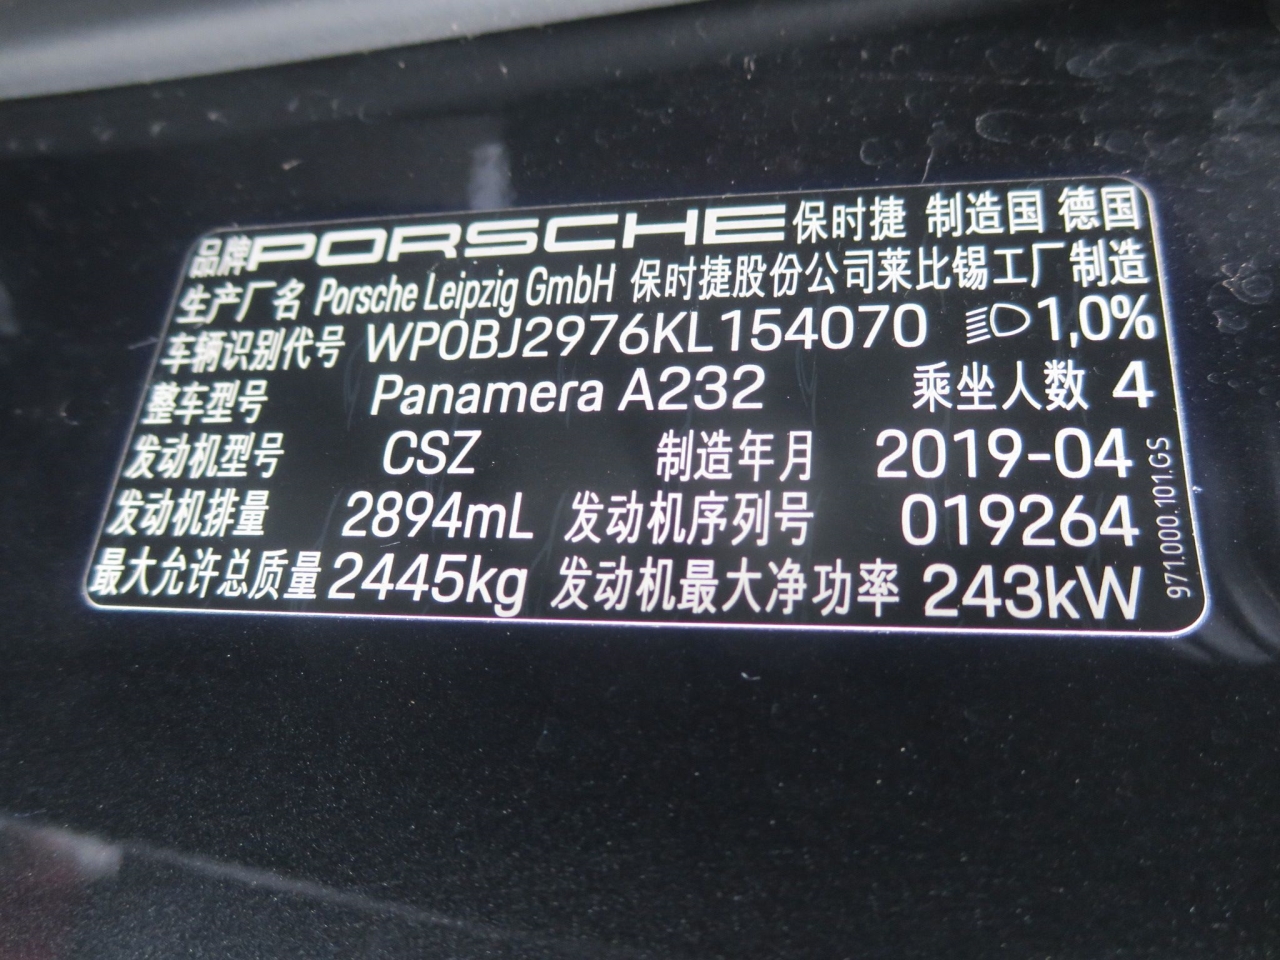 品牌PORSCHE保时捷 制造国 德国
生产厂名 Porsche Leipzig GmbH 保时捷股份公司莱比锡工厂制造
车辆识别代号 WP0BJ2976KL154070 1,0%
整车型号 Panamera A232 乘坐人数 4
发动机型号 CSZ 制造年月 2019-04
发动机排量 2894mL 发动机序列号 019264
最大允许总质量 2445kg 发动机最大净功率 243kW
971.000.101.GS